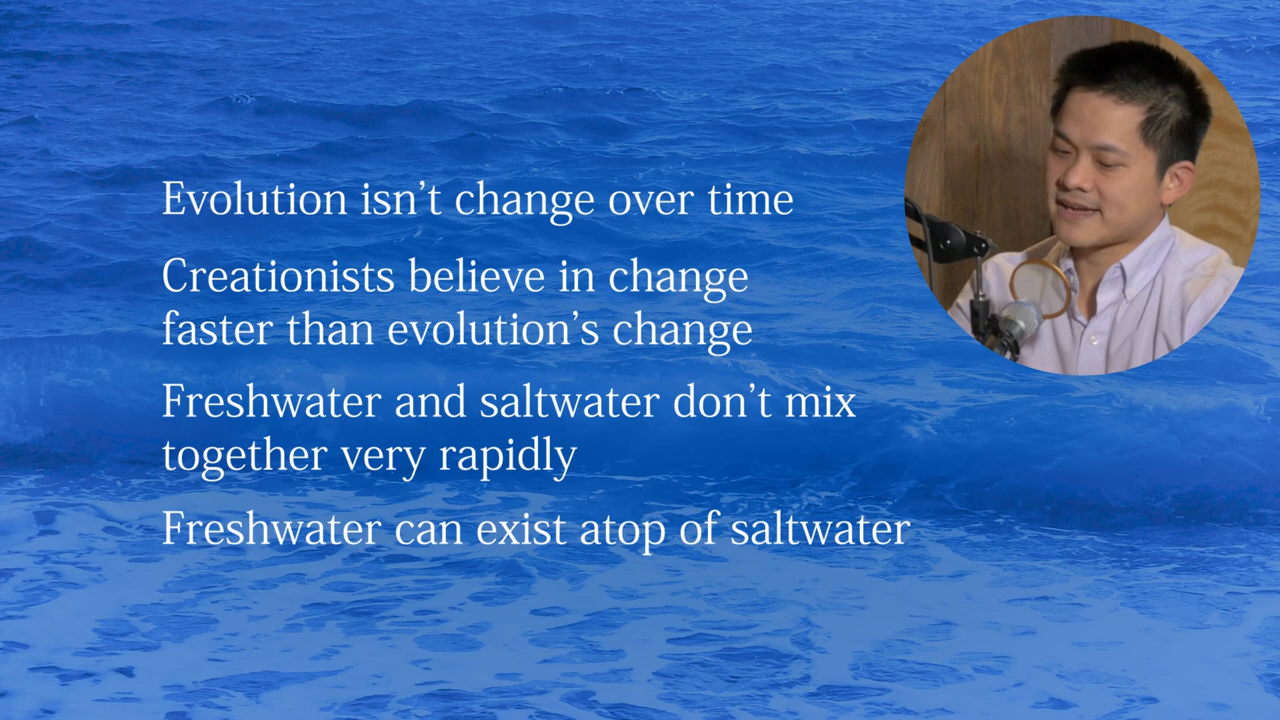 Evolution isn’t change over time
Creationists believe in change
faster than evolution’s change
Freshwater and saltwater don’t mix
together very rapidly
Freshwater can exist atop of saltwater